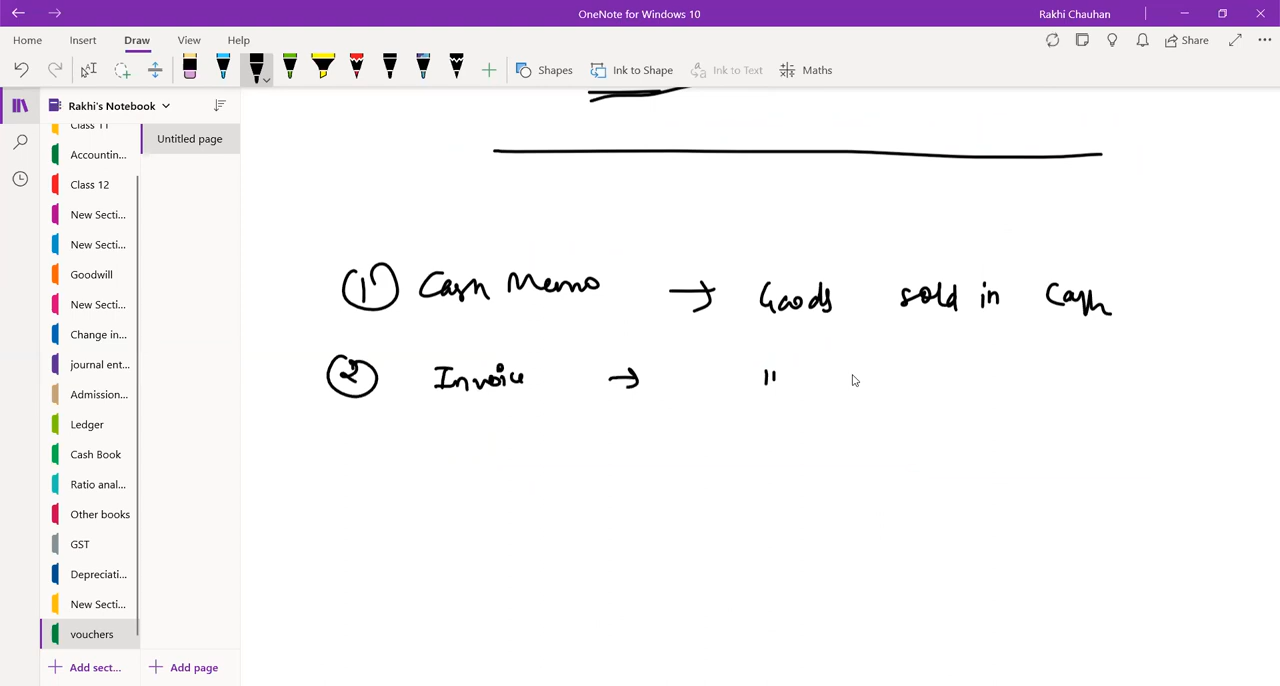 OneNote for Windows 10
Rakhi Chauhan
Home Insert Draw View Help
Share
Shapes Ink to Shape Ink to Text Maths
Rakhi's Notebook
Class 11
Accountin...
Class 12
New Secti...
New Secti...
Goodwill
New Secti...
Change in...
journal ent...
Admission...
Ledger
Cash Book
Ratio anal...
Other books
GST
Depreciati...
New Secti...
vouchers
Add sect...
Untitled page
Add page
① Cash Memo → Goods sold in Cash
② Invoice → "